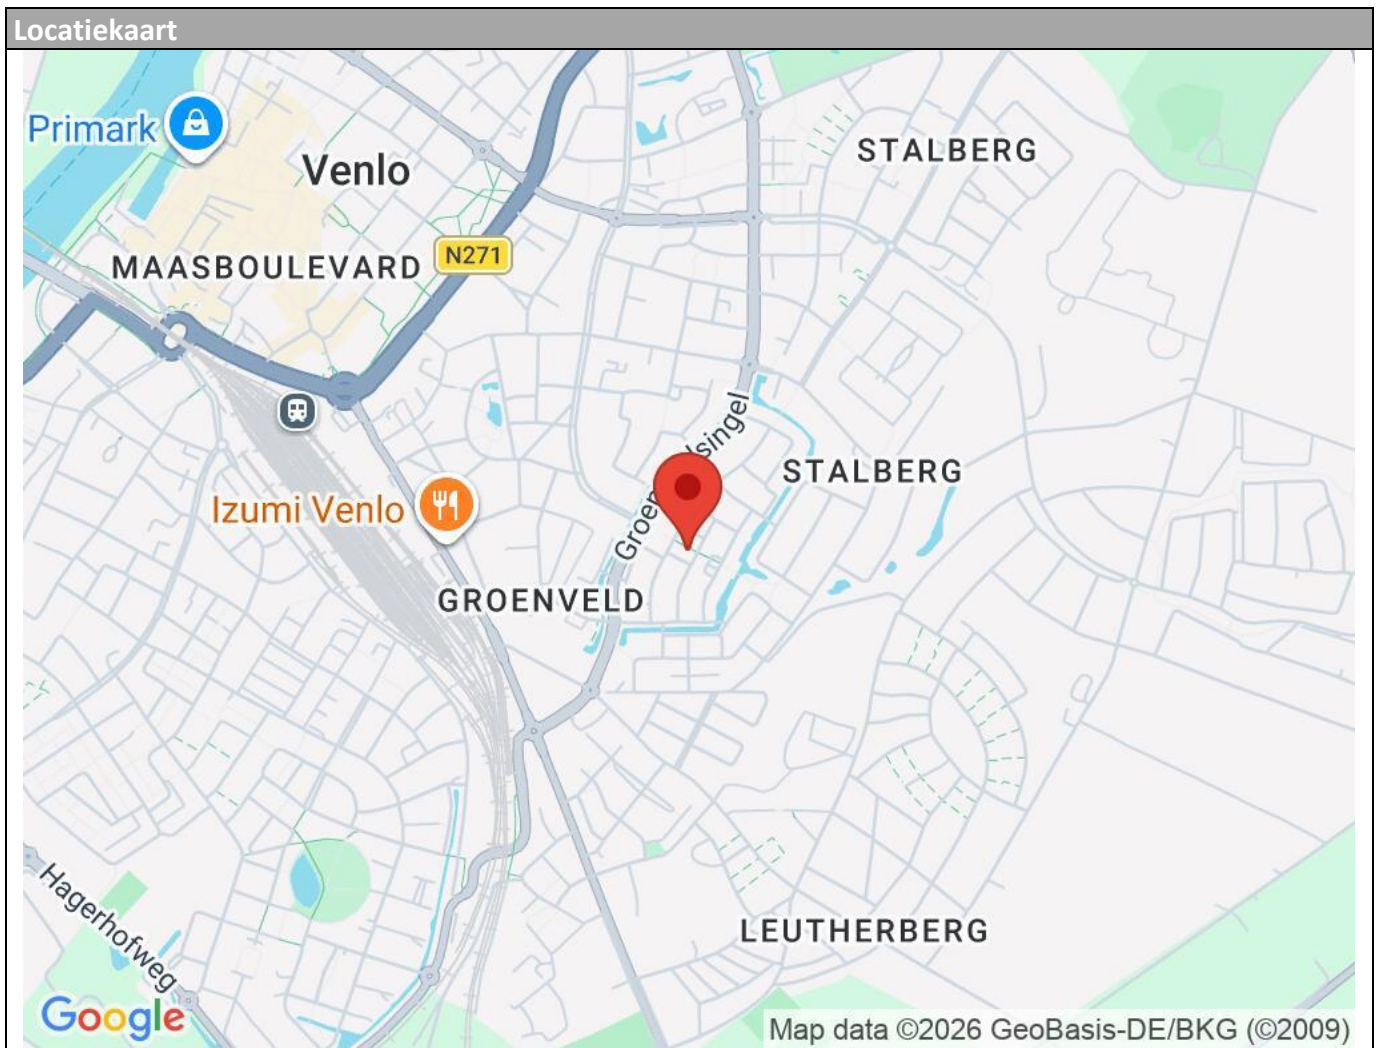 Locatiekaart
Primark
Venlo
STALBERG
MAASBOULEVARD
N271
STALBERG
Izumi Venlo
GROENVELD
LEUTHERBERG
Hagerhofweg
Google
Map data ©2026 GeoBasis-DE/BKG (©2009)